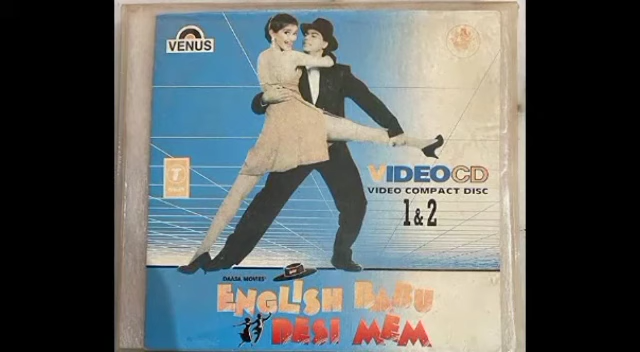 VENUS
VIDEO CD
VIDEO COMPACT DISC
1 & 2
T
DAASA MOVIES'
ENGLISH BABU
DESI MEM